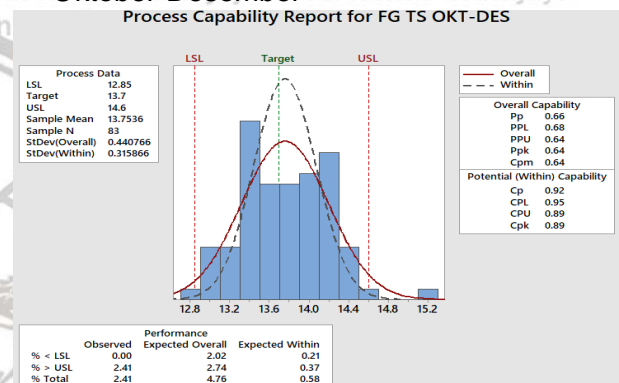 Process Capability Report for FG TS OKT-DES
LSL Target USL
Process Data
LSL 12.85
Target 13.7
USL 14.6
Sample Mean 13.7536
Sample N 83
StDev(Overall) 0.440766
StDev(Within) 0.315866
Overall
Within
Overall Capability
Pp 0.66
PPL 0.68
PPU 0.64
Ppk 0.64
Cpm 0.64
Potential (Within) Capability
Cp 0.92
CPL 0.95
CPU 0.89
Cpk 0.89
12.8 13.2 13.6 14.0 14.4 14.8 15.2
Performance
Observed Expected Overall Expected Within
% < LSL 0.00 2.02 0.21
% > USL 2.41 2.74 0.37
% Total 2.41 4.76 0.58